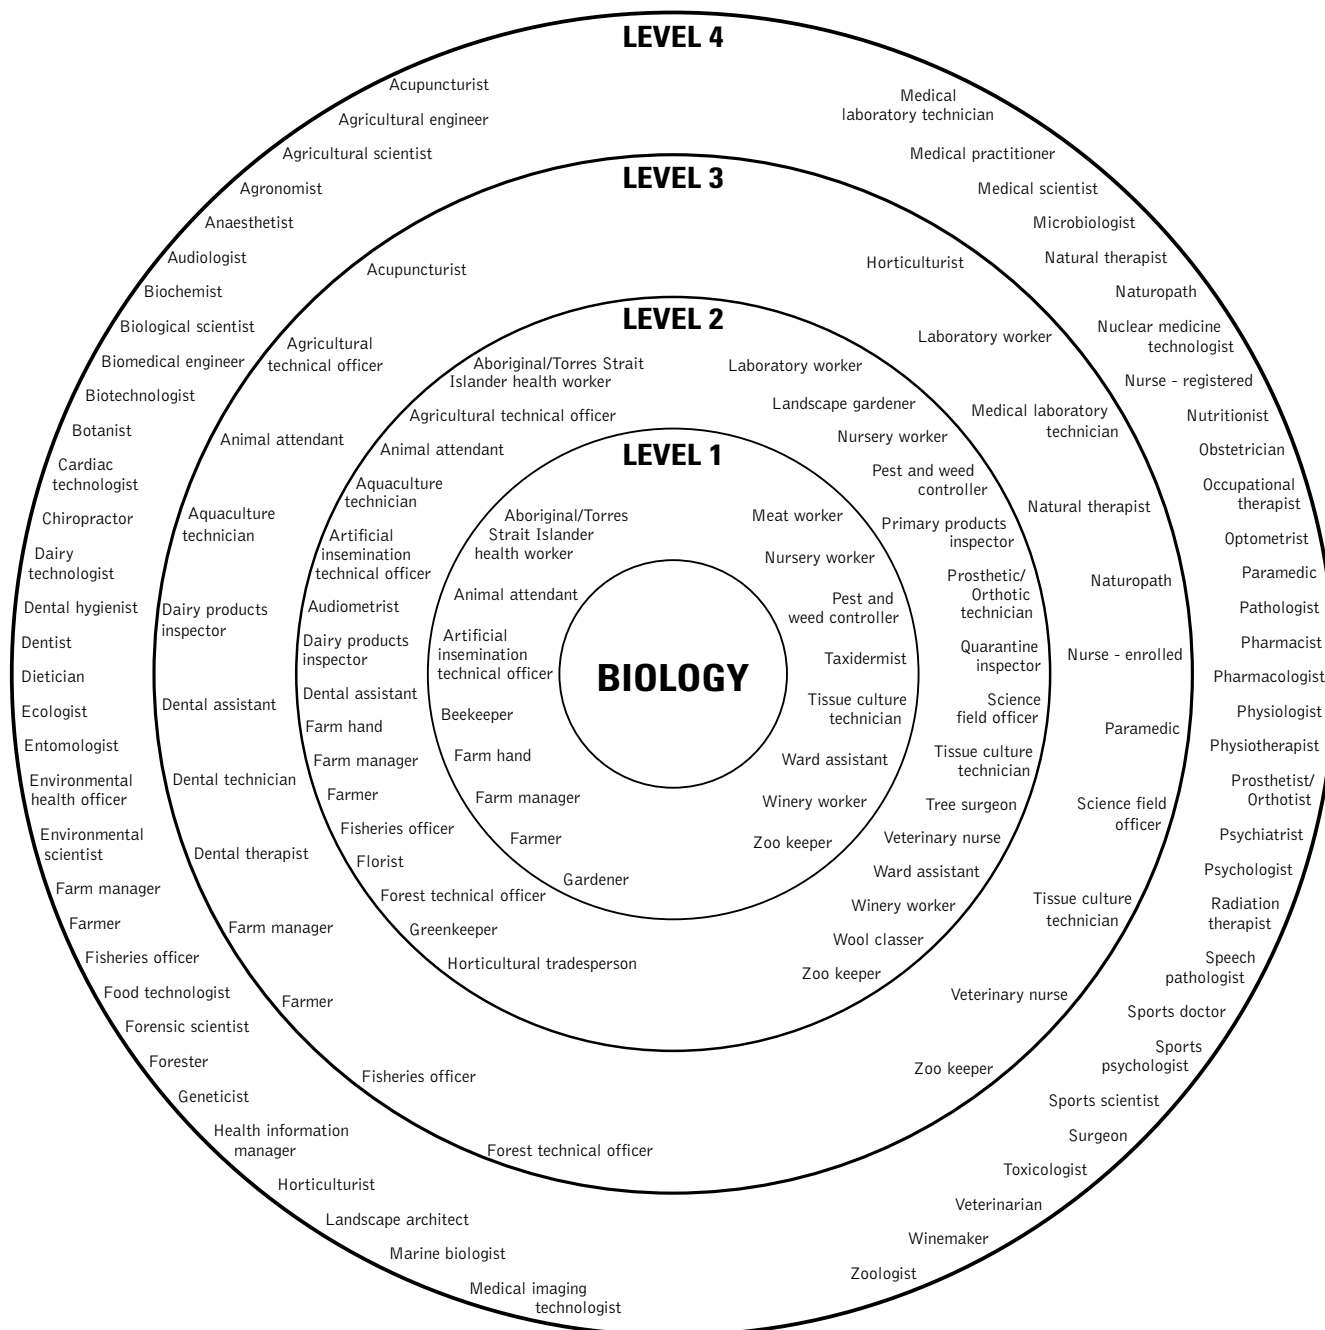 LEVEL 4
Acupuncturist
Agricultural engineer
Agricultural scientist
Agronomist
Anaesthetist
Audiologist
Biochemist
Biological scientist
Biomedical engineer
Biotechnologist
Botanist
Cardiac
technologist
Chiropractor
Dairy
technologist
Dental hygienist
Dentist
Dietician
Ecologist
Entomologist
Environmental
health officer
Environmental
scientist
Farm manager
Farmer
Fisheries officer
Food technologist
Forensic scientist
Forester
Geneticist
Health information
manager
Horticulturist
Landscape architect
Marine biologist
Medical imaging
technologist
Medical
laboratory technician
Medical practitioner
Medical scientist
Microbiologist
Natural therapist
Naturopath
Nuclear medicine
technologist
Nurse - registered
Nutritionist
Obstetrician
Occupational
therapist
Optometrist
Paramedic
Pathologist
Pharmacist
Pharmacologist
Physiologist
Physiotherapist
Prosthetist/
Orthotist
Psychiatrist
Psychologist
Radiation
therapist
Speech
pathologist
Sports doctor
Sports
psychologist
Sports scientist
Surgeon
Toxicologist
Veterinarian
Winemaker
Zoologist
LEVEL 3
Acupuncturist
Agricultural
technical officer
Animal attendant
Aquaculture
technician
Dairy products
inspector
Dental assistant
Dental technician
Dental therapist
Farm manager
Farmer
Fisheries officer
Forest technical officer
Horticulturist
Laboratory worker
Medical laboratory
technician
Natural therapist
Naturopath
Nurse - enrolled
Paramedic
Science field
officer
Tissue culture
technician
Veterinary nurse
Zoo keeper
LEVEL 2
Aboriginal/Torres Strait
Islander health worker
Agricultural technical officer
Animal attendant
Aquaculture
technician
Artificial
insemination
technical officer
Audiometrist
Dairy products
inspector
Dental assistant
Farm hand
Farm manager
Farmer
Fisheries officer
Florist
Forest technical officer
Greenkeeper
Horticultural tradesperson
Laboratory worker
Landscape gardener
Nursery worker
Pest and weed
controller
Primary products
inspector
Prosthetic/
Orthotic
technician
Quarantine
inspector
Science
field officer
Tissue culture
technician
Tree surgeon
Veterinary nurse
Ward assistant
Winery worker
Wool classer
Zoo keeper
LEVEL 1
Aboriginal/Torres
Strait Islander
health worker
Animal attendant
Artificial
insemination
technical officer
Beekeeper
Farm hand
Farm manager
Farmer
Gardener
Meat worker
Nursery worker
Pest and
weed controller
Taxidermist
Tissue culture
technician
Ward assistant
Winery worker
Zoo keeper
BIOLOGY